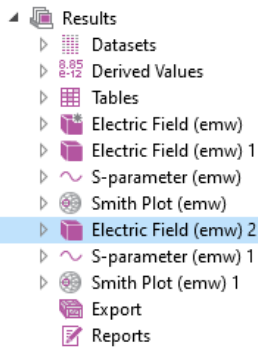 Results
Datasets
8.85
e-12 Derived Values
Tables
Electric Field (emw)
Electric Field (emw) 1
S-parameter (emw)
Smith Plot (emw)
Electric Field (emw) 2
S-parameter (emw) 1
Smith Plot (emw) 1
Export
Reports